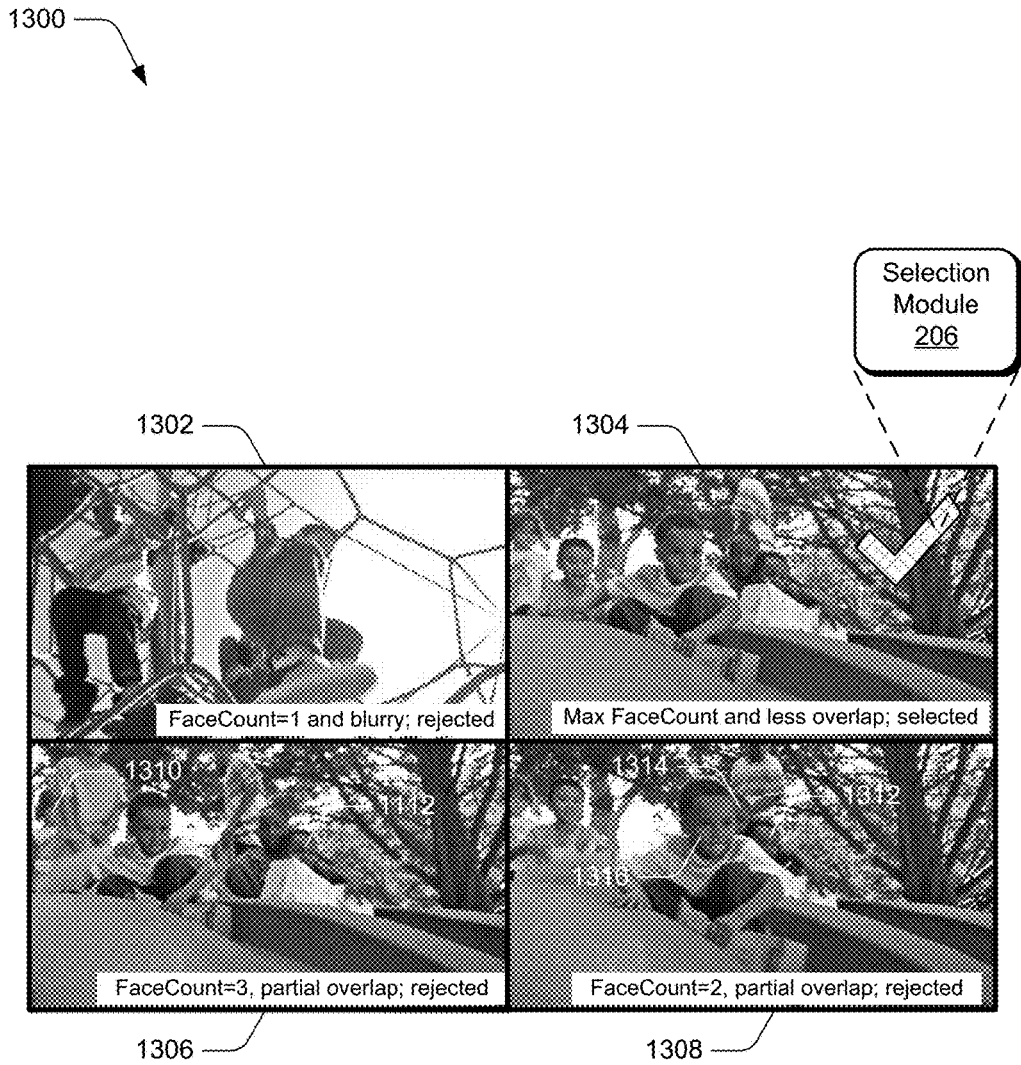 1300
Selection
Module
206
1302
1304
FaceCount=1 and blurry; rejected
Max FaceCount and less overlap; selected
1310
1112
1314
1312
1316
FaceCount=3, partial overlap; rejected
FaceCount=2, partial overlap; rejected
1306
1308